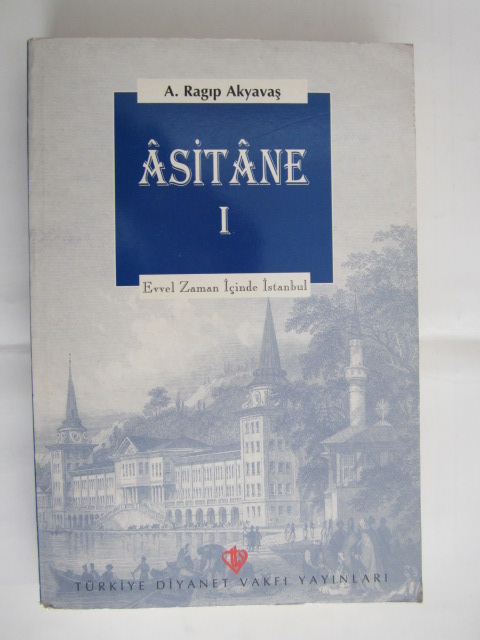 A. Ragıp Akyavaş
ÂSİTÂNE
I
Evvel Zaman İçinde İstanbul
TÜRKİYE DİYANET VAKFI YAYINLARI